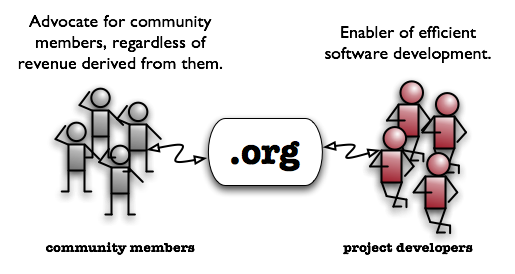 Advocate for community
members, regardless of
revenue derived from them.
Enabler of efficient
software development.
.org
community members
project developers